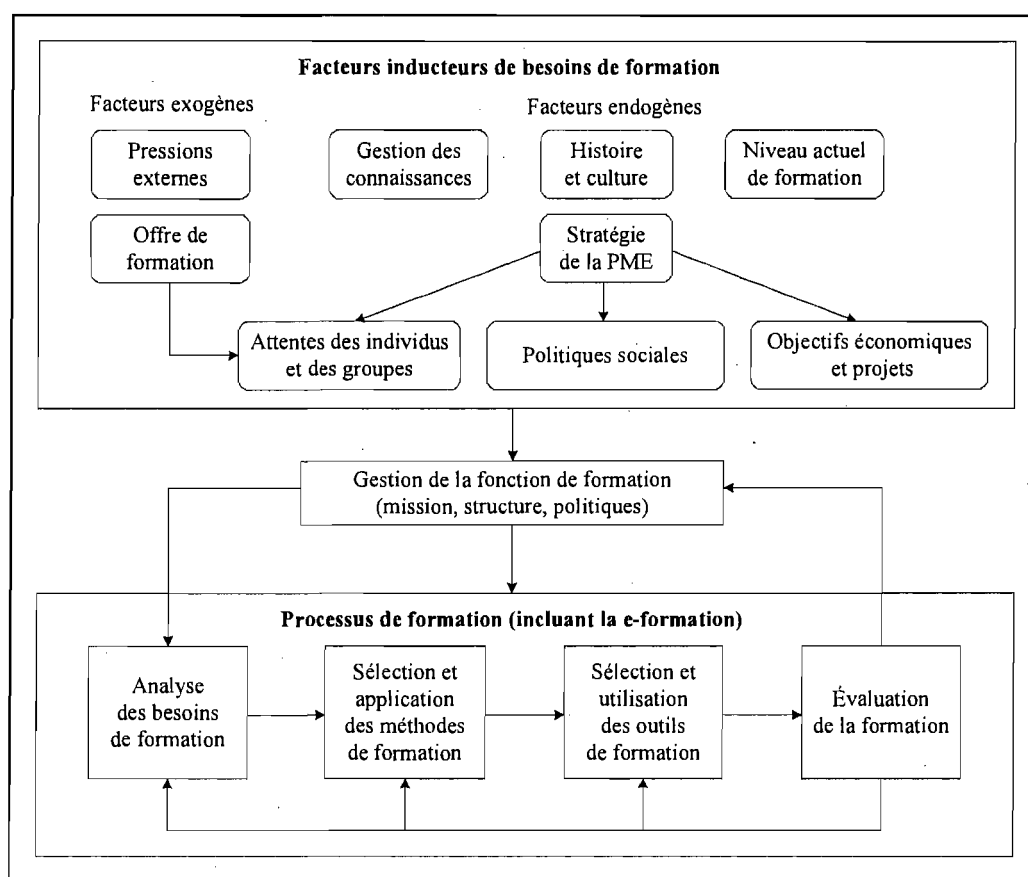 Facteurs inducteurs de besoins de formation
Facteurs exogènes
Facteurs endogènes
Pressions
externes
Gestion des
connaissances
Histoire
et culture
Niveau actuel
de formation
Offre de
formation
Stratégie
de la PME
Attentes des individus
et des groupes
Politiques sociales
Objectifs économiques
et projets
Gestion de la fonction de formation
(mission, structure, politiques)
Processus de formation (incluant la e-formation)
Analyse
des besoins
de formation
Sélection et
application
des méthodes
de formation
Sélection et
utilisation
des outils
de formation
Évaluation
de la formation